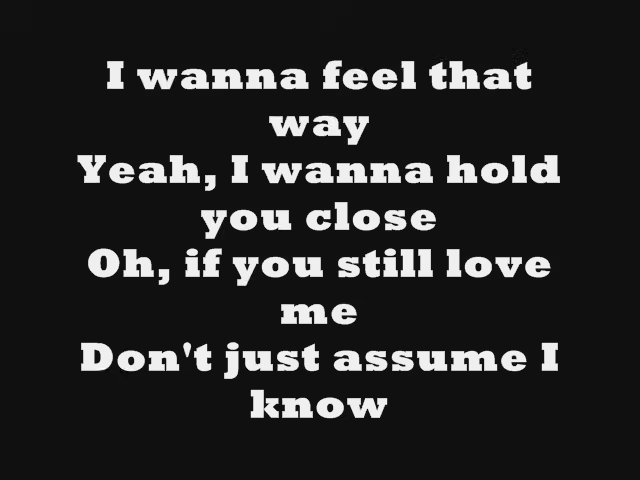 I wanna feel that
way
Yeah, I wanna hold
you close
Oh, if you still love
me
Don't just assume I
know